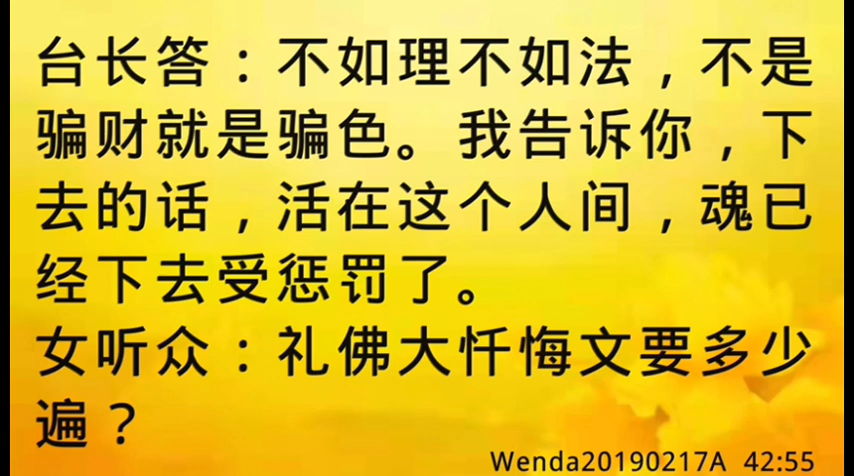 台长答：不如理不如法，不是
骗财就是骗色。我告诉你，下
去的话，活在这个人间，魂已
经下去受惩罚了。
女听众：礼佛大忏悔文要多少
遍？
Wenda20190217A 42:55